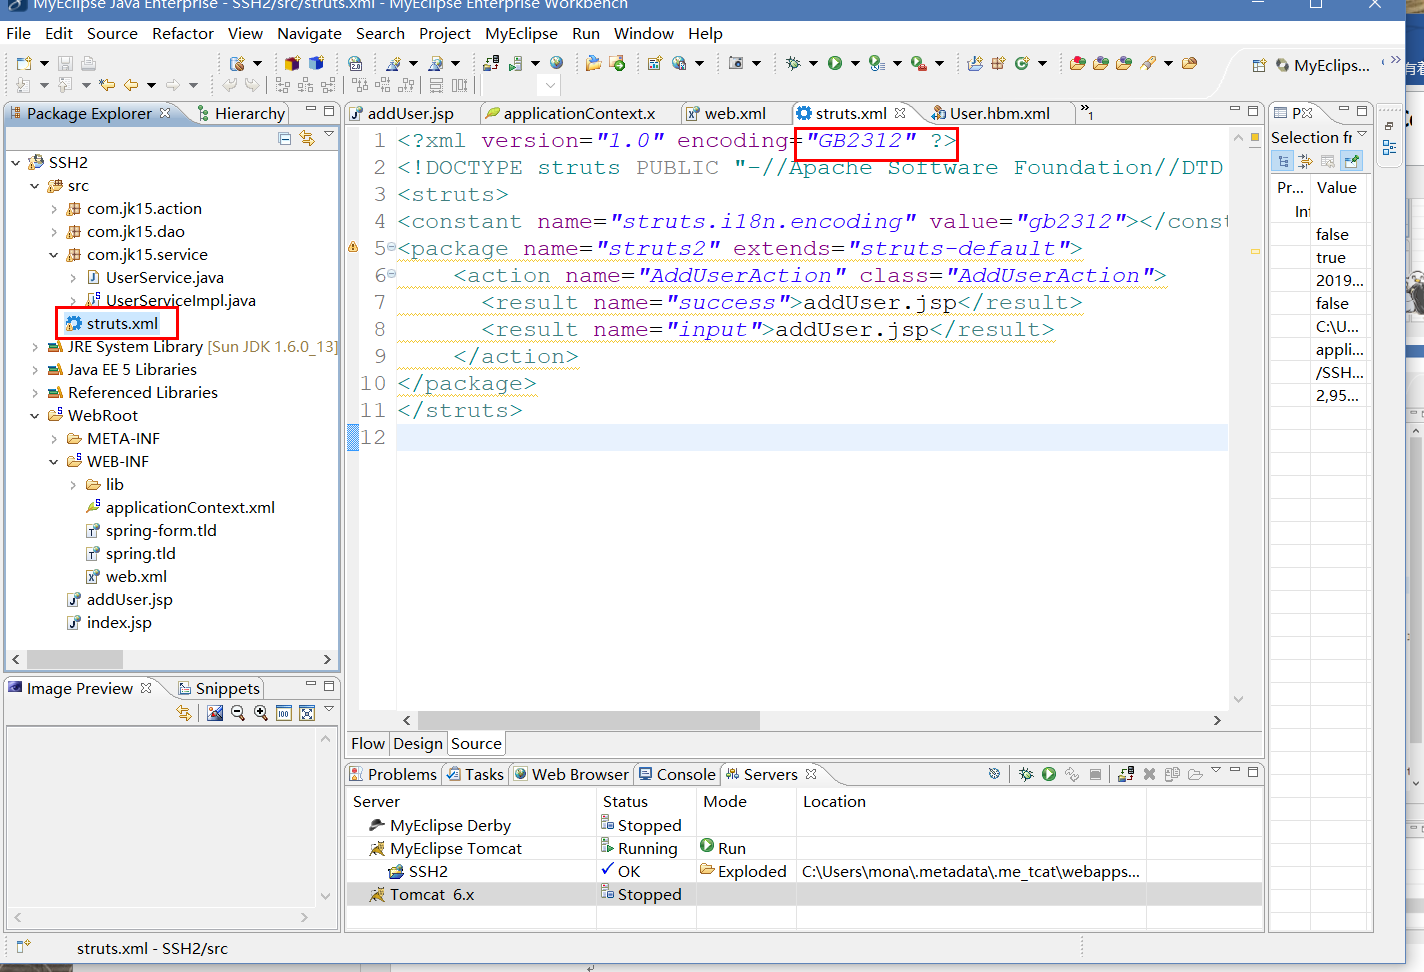 MyEclipse Java Enterprise - SSH2/src/struts.xml - MyEclipse Enterprise Workbench
File Edit Source Refactor View Navigate Search Project MyEclipse Run Window Help
MyEclips...
Package Explorer
Hierarchy
SSH2
src
com.jk15.action
com.jk15.dao
com.jk15.service
UserService.java
UserServiceImpl.java
struts.xml
JRE System Library [Sun JDK 1.6.0_13]
Java EE 5 Libraries
Referenced Libraries
WebRoot
META-INF
WEB-INF
lib
applicationContext.xml
spring-form.tld
spring.tld
web.xml
addUser.jsp
index.jsp
Image Preview
Snippets
addUser.jsp
applicationContext.x
web.xml
struts.xml
User.hbm.xml
»1
1 <?xml version="1.0" encoding="GB2312" ?>
2 <!DOCTYPE struts PUBLIC "-//Apache Software Foundation//DTD
3 <struts>
4 <constant name="struts.i18n.encoding" value="gb2312"></const
5 <package name="struts2" extends="struts-default">
6 <action name="AddUserAction" class="AddUserAction">
7 <result name="success">addUser.jsp</result>
8 <result name="input">addUser.jsp</result>
9 </action>
10 </package>
11 </struts>
12
Flow Design Source
Problems Tasks Web Browser Console Servers
Server Status Mode Location
MyEclipse Derby Stopped
MyEclipse Tomcat Running Run
SSH2 OK Exploded C:\Users\mona\.metadata\.me_tcat\webapps...
Tomcat 6.x Stopped
P
Selection fr
Pr... Value
Inf
false
true
2019...
false
C:\U...
appli...
/SSH...
2,95...
有着
struts.xml - SSH2/src